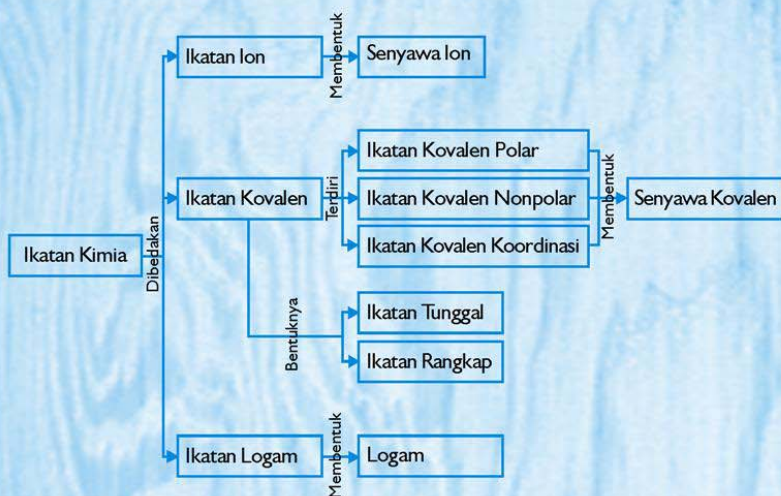 Ikatan Kimia
Dibedakan
Ikatan Ion
Membentuk
Senyawa Ion
Ikatan Kovalen
Terdiri
Ikatan Kovalen Polar
Ikatan Kovalen Nonpolar
Ikatan Kovalen Koordinasi
Membentuk
Senyawa Kovalen
Bentuknya
Ikatan Tunggal
Ikatan Rangkap
Ikatan Logam
Membentuk
Logam